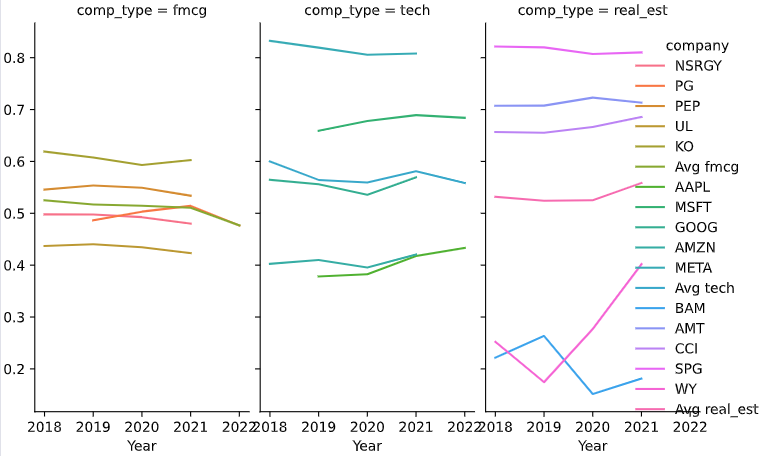 comp_type = fmcg
comp_type = tech
comp_type = real_est
0.8
0.7
0.6
0.5
0.4
0.3
0.2
company
NSRGY
PG
PEP
UL
KO
Avg fmcg
AAPL
MSFT
GOOG
AMZN
META
Avg tech
BAM
AMT
CCI
SPG
WY
Avg real_est
2018 2019 2020 2021 2022
2018 2019 2020 2021 2022
2018 2019 2020 2021 2022
Year
Year
Year